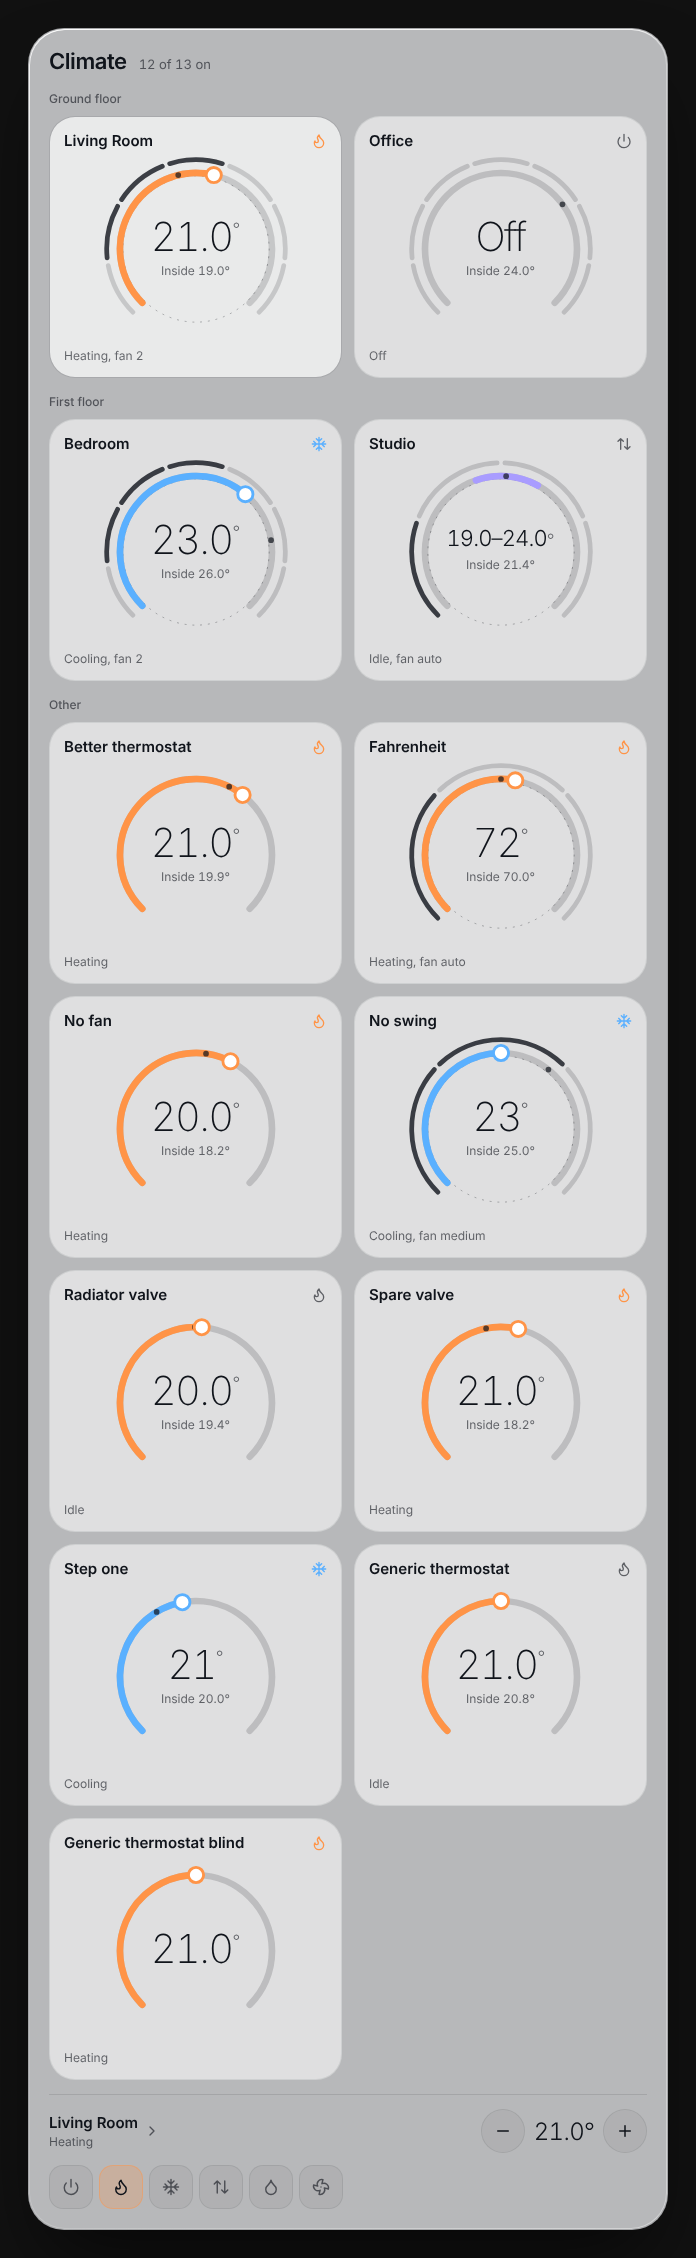 Climate 12 of 13 on
Ground floor
Living Room
21.0°
Inside 19.0°
Heating, fan 2
Office
Off
Inside 24.0°
Off
First floor
Bedroom
23.0°
Inside 26.0°
Cooling, fan 2
Studio
19.0–24.0°
Inside 21.4°
Idle, fan auto
Other
Better thermostat
21.0°
Inside 19.9°
Heating
Fahrenheit
72°
Inside 70.0°
Heating, fan auto
No fan
20.0°
Inside 18.2°
Heating
No swing
23°
Inside 25.0°
Cooling, fan medium
Radiator valve
20.0°
Inside 19.4°
Idle
Spare valve
21.0°
Inside 18.2°
Heating
Step one
21°
Inside 20.0°
Cooling
Generic thermostat
21.0°
Inside 20.8°
Idle
Generic thermostat blind
21.0°
Heating
Living Room
Heating
− 21.0° +